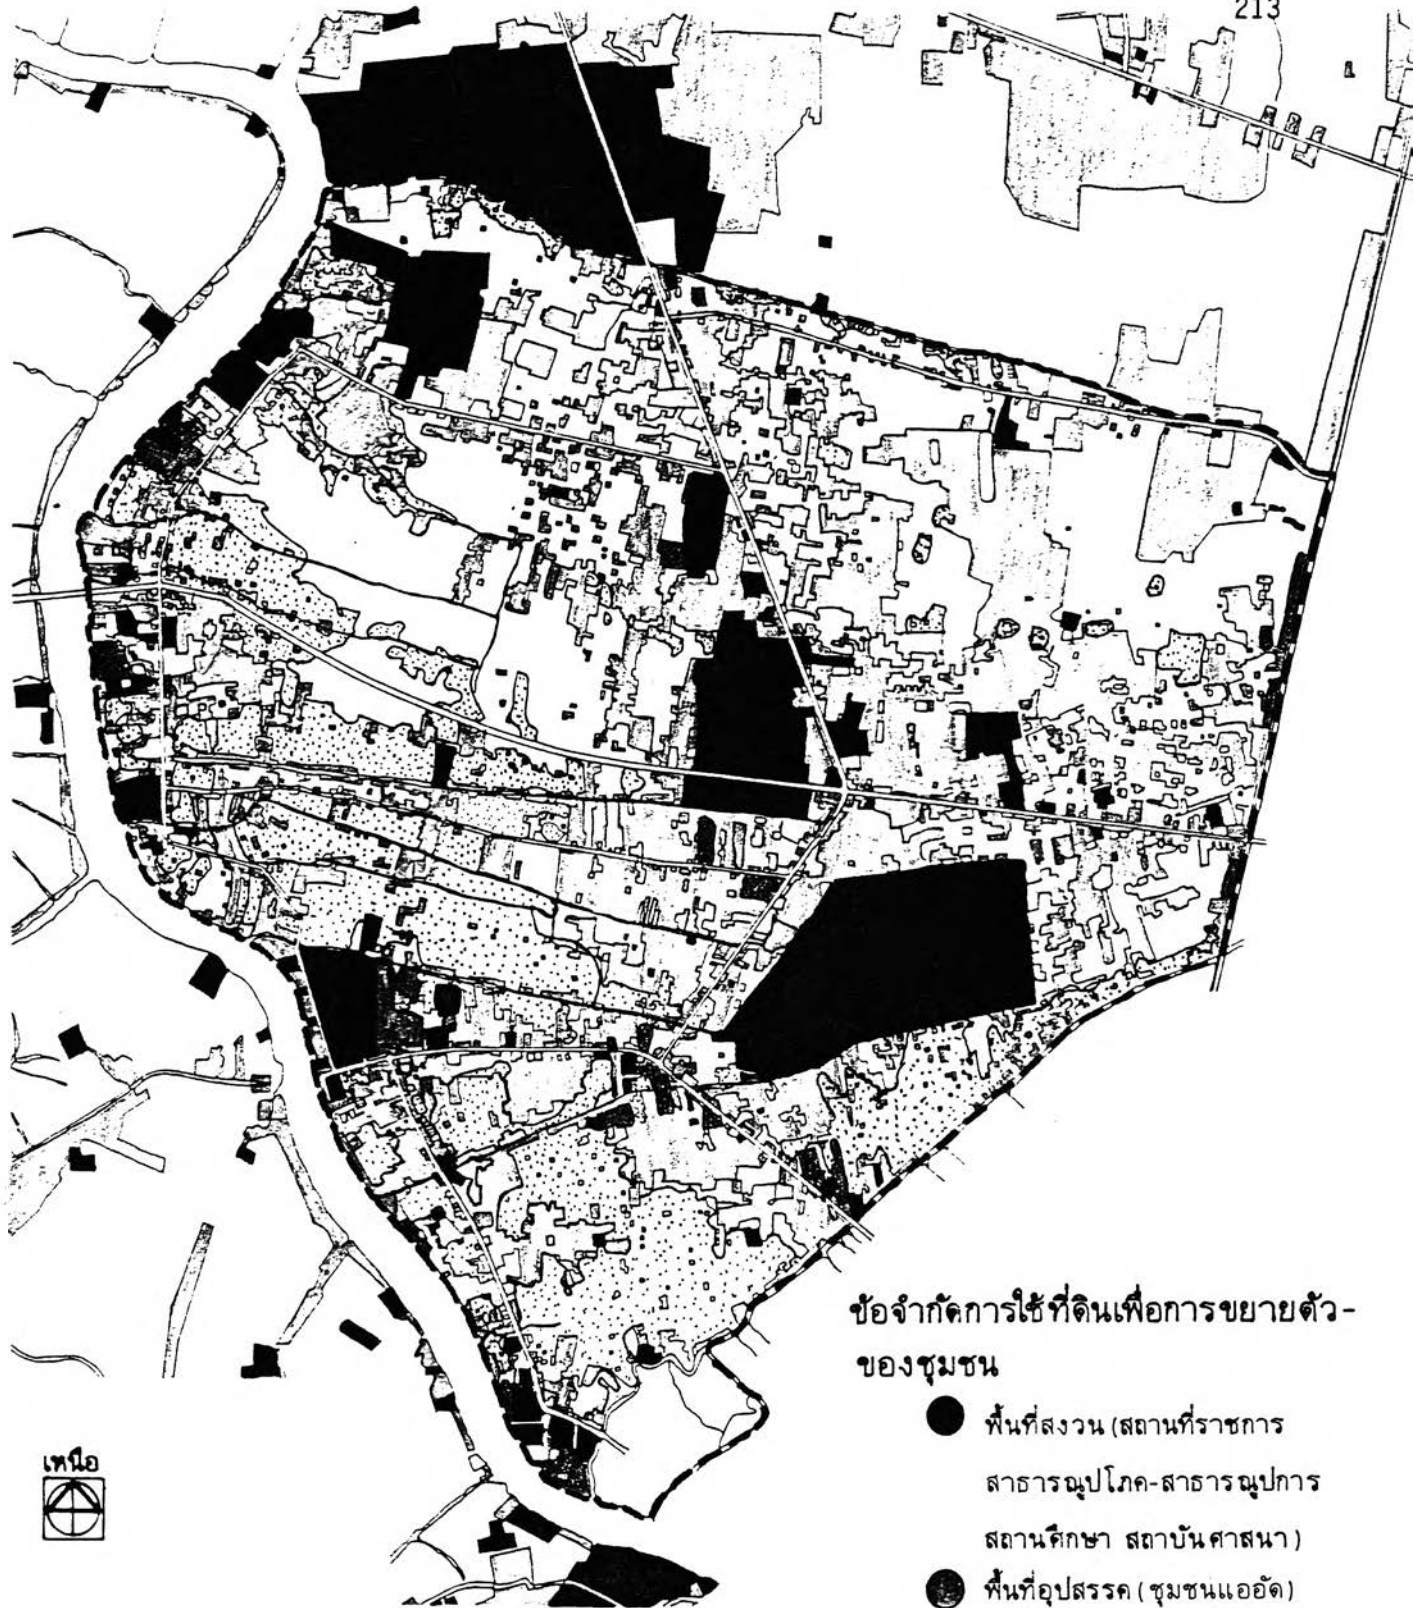 213
ข้อจำกัดการใช้ที่ดินเพื่อการขยายตัว-
ของชุมชน
พื้นที่สงวน (สถานที่ราชการ
สาธารณูปโภค-สาธารณูปการ
สถานศึกษา สถาบันศาสนา)
พื้นที่อุปสรรค (ชุมชนแออัด)
เหนือ